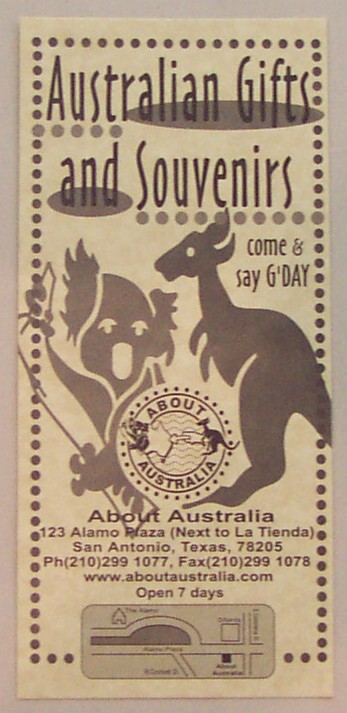 Australian Gifts
and Souvenirs
come &
say G'DAY
ABOUT
AUSTRALIA
About Australia
123 Alamo Plaza (Next to La Tienda)
San Antonio, Texas, 78205
Ph(210)299 1077, Fax(210)299 1078
www.aboutaustralia.com
Open 7 days
The Alamo
Dillards
Alamo Plaza
About
Australia